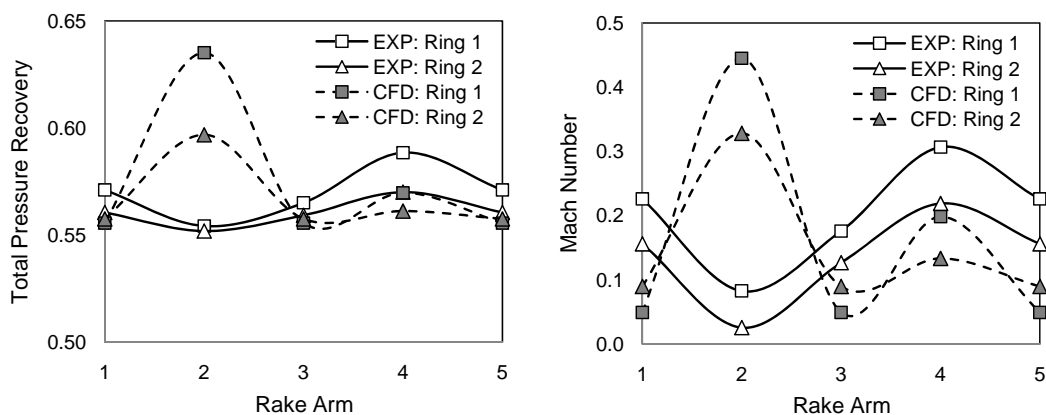 Total Pressure Recovery
0.65
0.60
0.55
0.50
EXP: Ring 1
EXP: Ring 2
CFD: Ring 1
CFD: Ring 2
1 2 3 4 5
Rake Arm
Mach Number
0.5
0.4
0.3
0.2
0.1
0.0
EXP: Ring 1
EXP: Ring 2
CFD: Ring 1
CFD: Ring 2
1 2 3 4 5
Rake Arm